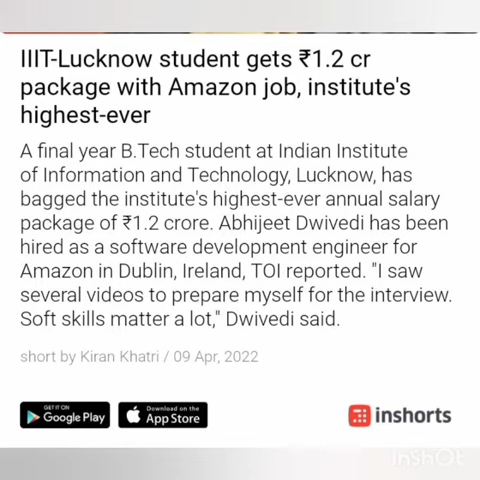 IIIT-Lucknow student gets ₹1.2 cr
package with Amazon job, institute's
highest-ever
A final year B.Tech student at Indian Institute
of Information and Technology, Lucknow, has
bagged the institute's highest-ever annual salary
package of ₹1.2 crore. Abhijeet Dwivedi has been
hired as a software development engineer for
Amazon in Dublin, Ireland, TOI reported. "I saw
several videos to prepare myself for the interview.
Soft skills matter a lot," Dwivedi said.
short by Kiran Khatri / 09 Apr, 2022
GET IT ON
Google Play
Download on the
App Store
inshorts
InShOt